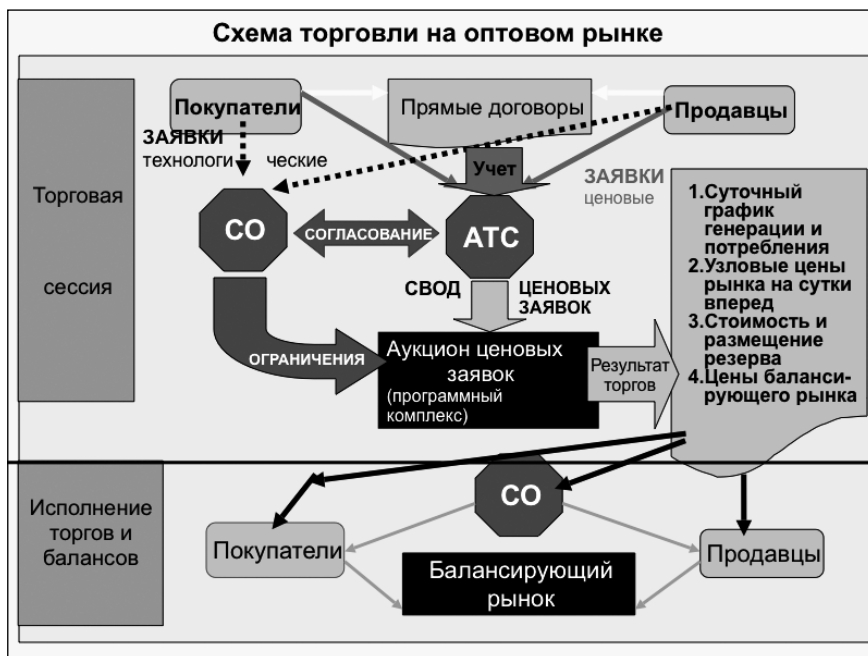 Схема торговли на оптовом рынке
Покупатели
Прямые договоры
Продавцы
ЗАЯВКИ
технологи ческие
Учет
ЗАЯВКИ
ценовые
Торговая
сессия
СО
СОГЛАСОВАНИЕ
АТС
1.Суточный
график
генерации и
потребления
2.Узловые цены
рынка на сутки
вперед
3.Стоимость и
размещение
резерва
4.Цены баланси-
рующего рынка
СВОД
ЦЕНОВЫХ
ЗАЯВОК
ОГРАНИЧЕНИЯ
Аукцион ценовых
заявок
(программный
комплекс)
Результат
торгов
Исполнение
торгов и
балансов
СО
Покупатели
Продавцы
Балансирующий
рынок